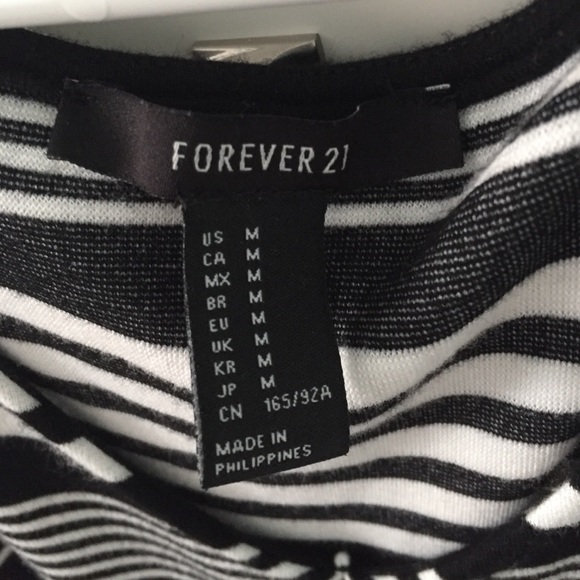 FOREVER 21
US M
CA M
MX M
BR M
EU M
UK M
KR M
JP M
CN 165/92A
MADE IN
PHILIPPINES